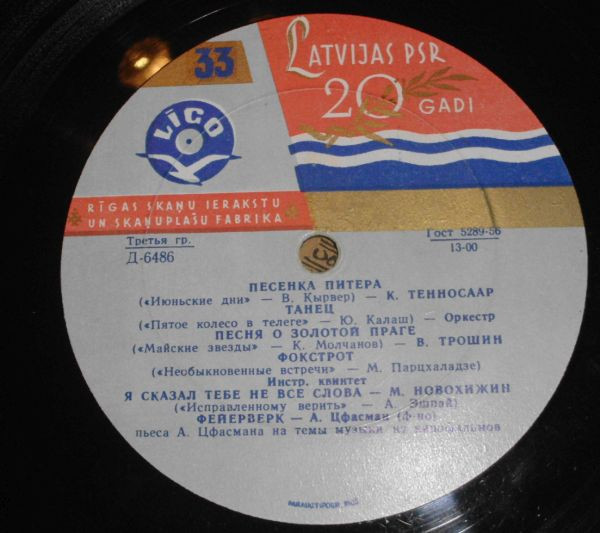 33
LATVIJAS PSR
20 GADI
LĪGO
RĪGAS SKAŅU IERAKSTU
UN SKAŅUPLAŠU FABRIKA
Третья гр.
Д-6486
Гост 5289-56
13-00
ПЕСЕНКА ПИТЕРА
(«Июньские дни» — В. Кырвер) — К. ТЕННОСААР
ТАНЕЦ
(«Пятое колесо в телеге» — Ю. Калаш) — Оркестр
ПЕСНЯ О ЗОЛОТОЙ ПРАГЕ
(«Майские звезды» — К. Молчанов) — В. ТРОШИН
ФОКСТРОТ
(«Необыкновенные встречи» — М. Парцхаладзе)
Инстр. квинтет
Я СКАЗАЛ ТЕБЕ НЕ ВСЕ СЛОВА — М. НОВОХИЖИН
(«Исправленному верить» — А. Эшпай)
ФЕЙЕРВЕРК — А. Цфасман (ф-но)
пьеса А. Цфасмана на темы музыки из кинофильмов